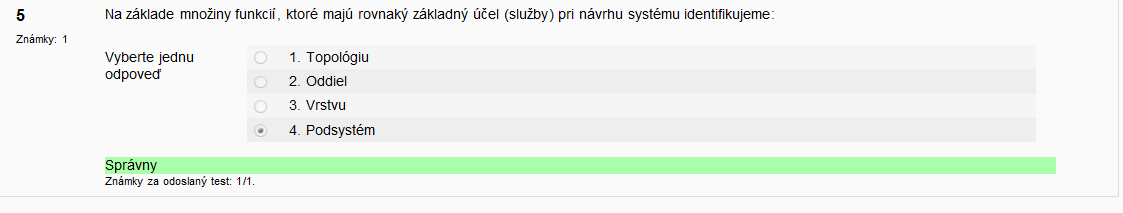 5
Známky: 1
Na základe množiny funkcií, ktoré majú rovnaký základný účel (služby) pri návrhu systému identifikujeme:
Vyberte jednu
odpoveď
1. Topológiu
2. Oddiel
3. Vrstvu
4. Podsystém
Správny
Známky za odoslaný test: 1/1.